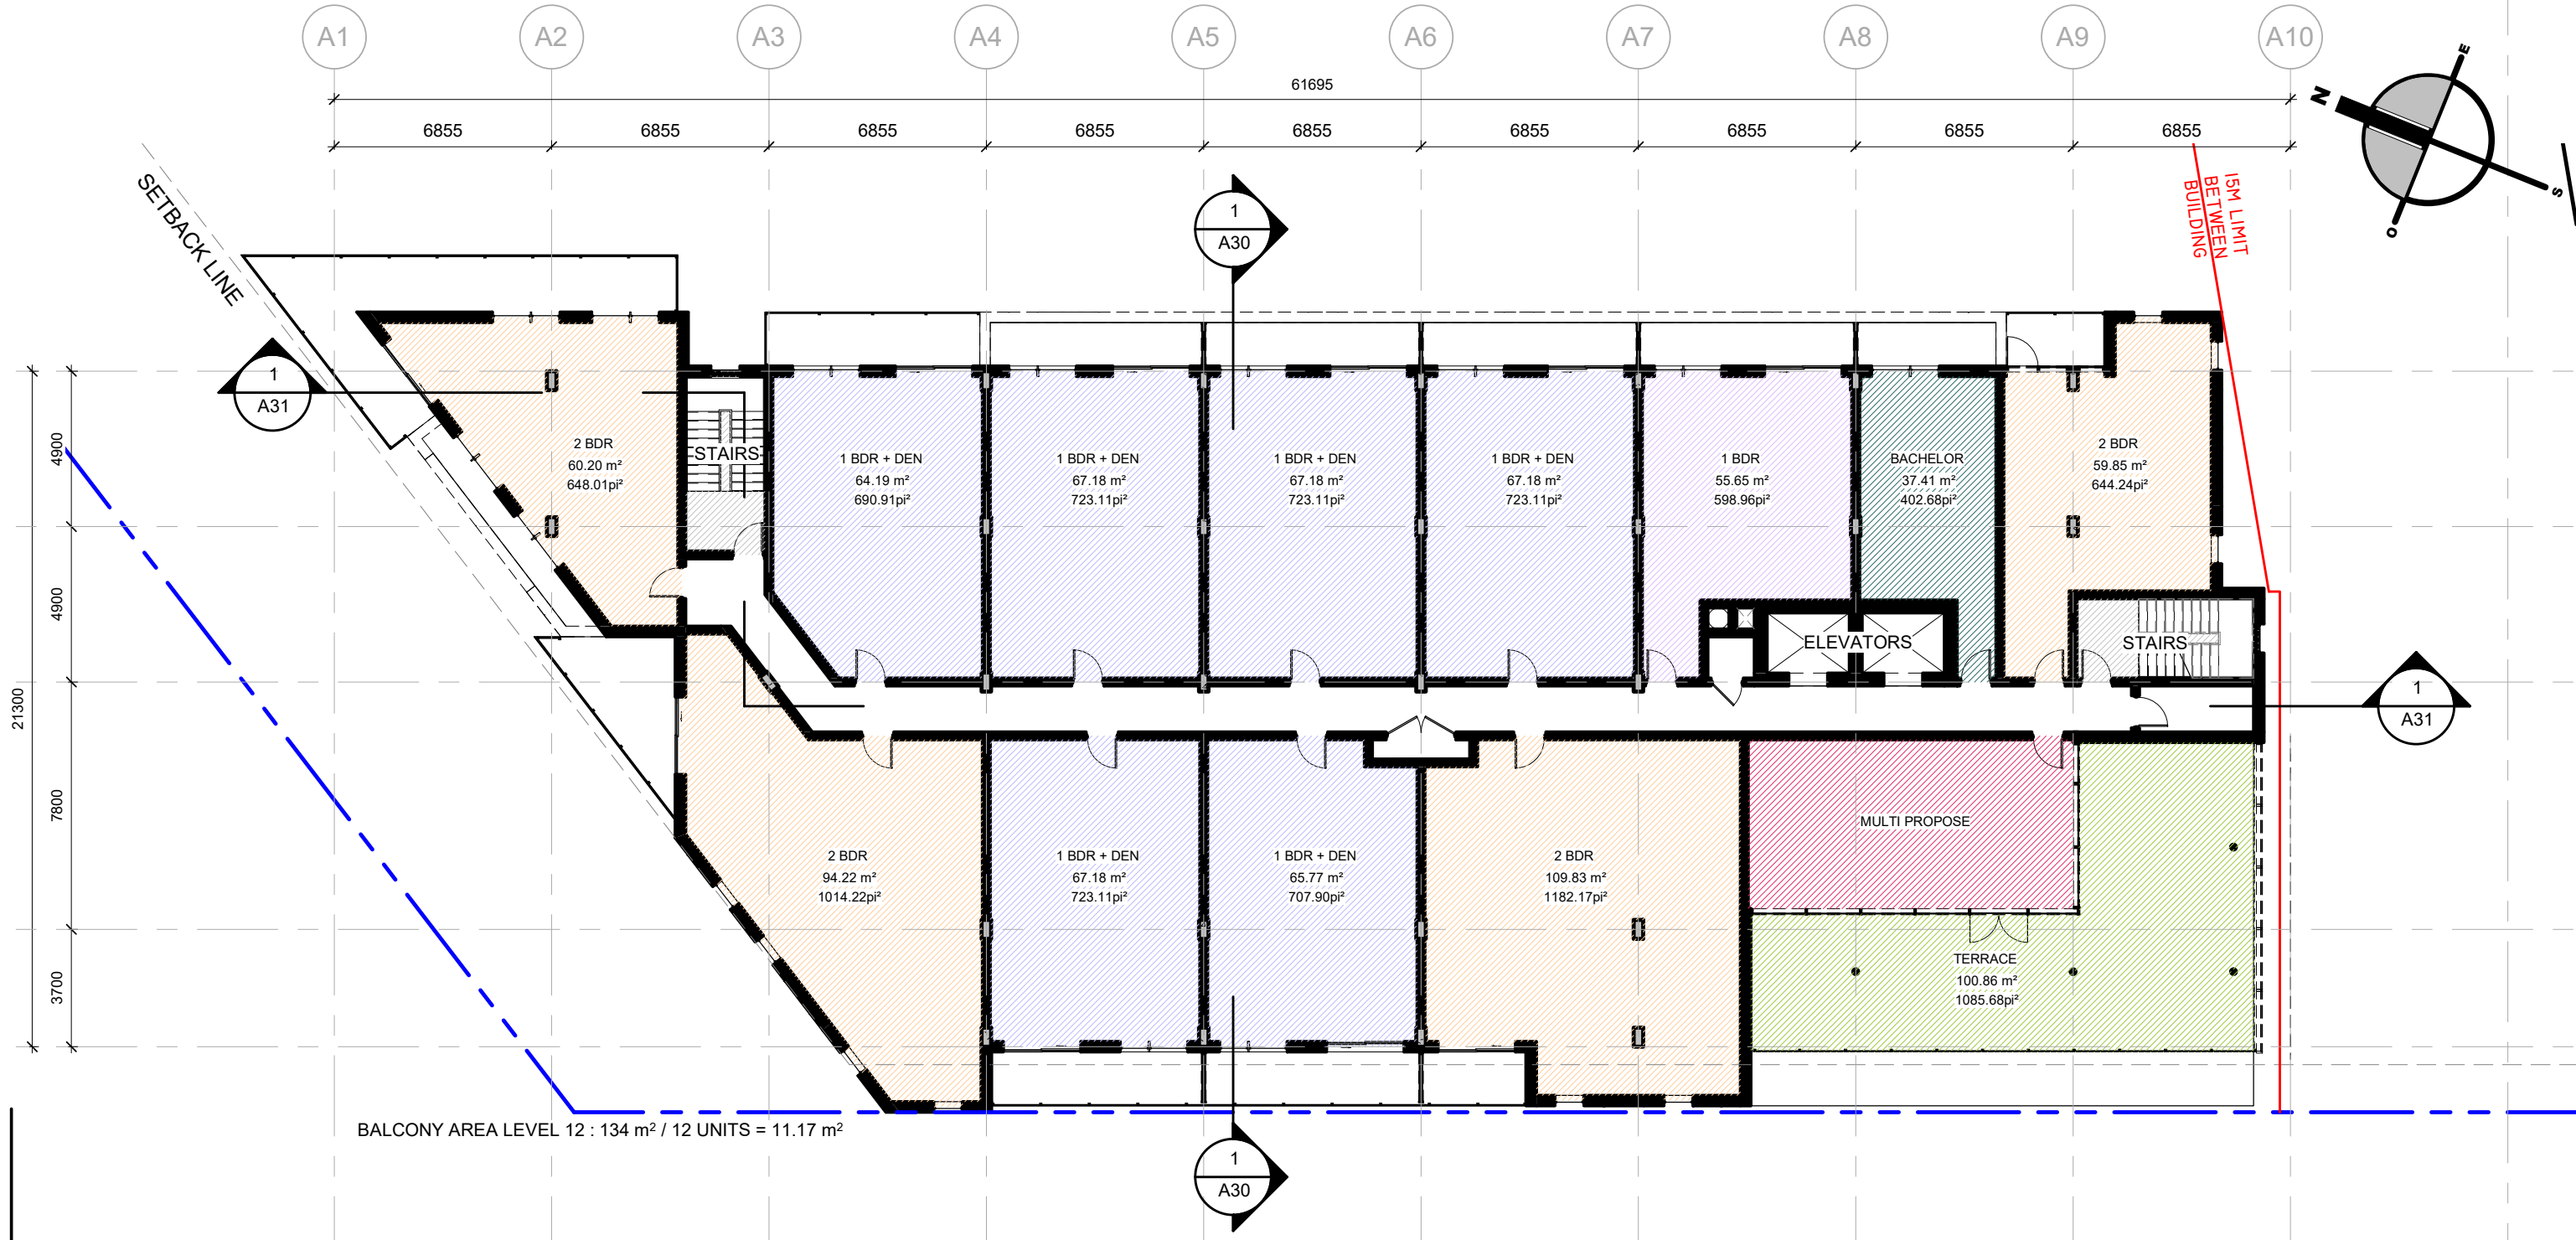 A1
A2
A3
A4
A5
A6
A7
A8
A9
A10
61695
6855
6855
6855
6855
6855
6855
6855
6855
6855
N
E
S
O
15M LIMIT
BETWEEN
BUILDING
SETBACK LINE
1
A30
1
A31
4900
4900
21300
7800
3700
2 BDR
60.20 m²
648.01pi²
STAIRS
1 BDR + DEN
64.19 m²
690.91pi²
1 BDR + DEN
67.18 m²
723.11pi²
1 BDR + DEN
67.18 m²
723.11pi²
1 BDR + DEN
67.18 m²
723.11pi²
1 BDR
55.65 m²
598.96pi²
BACHELOR
37.41 m²
402.68pi²
2 BDR
59.85 m²
644.24pi²
ELEVATORS
STAIRS
1
A31
2 BDR
94.22 m²
1014.22pi²
1 BDR + DEN
67.18 m²
723.11pi²
1 BDR + DEN
65.77 m²
707.90pi²
2 BDR
109.83 m²
1182.17pi²
MULTI PROPOSE
TERRACE
100.86 m²
1085.68pi²
BALCONY AREA LEVEL 12 : 134 m² / 12 UNITS = 11.17 m²
1
A30